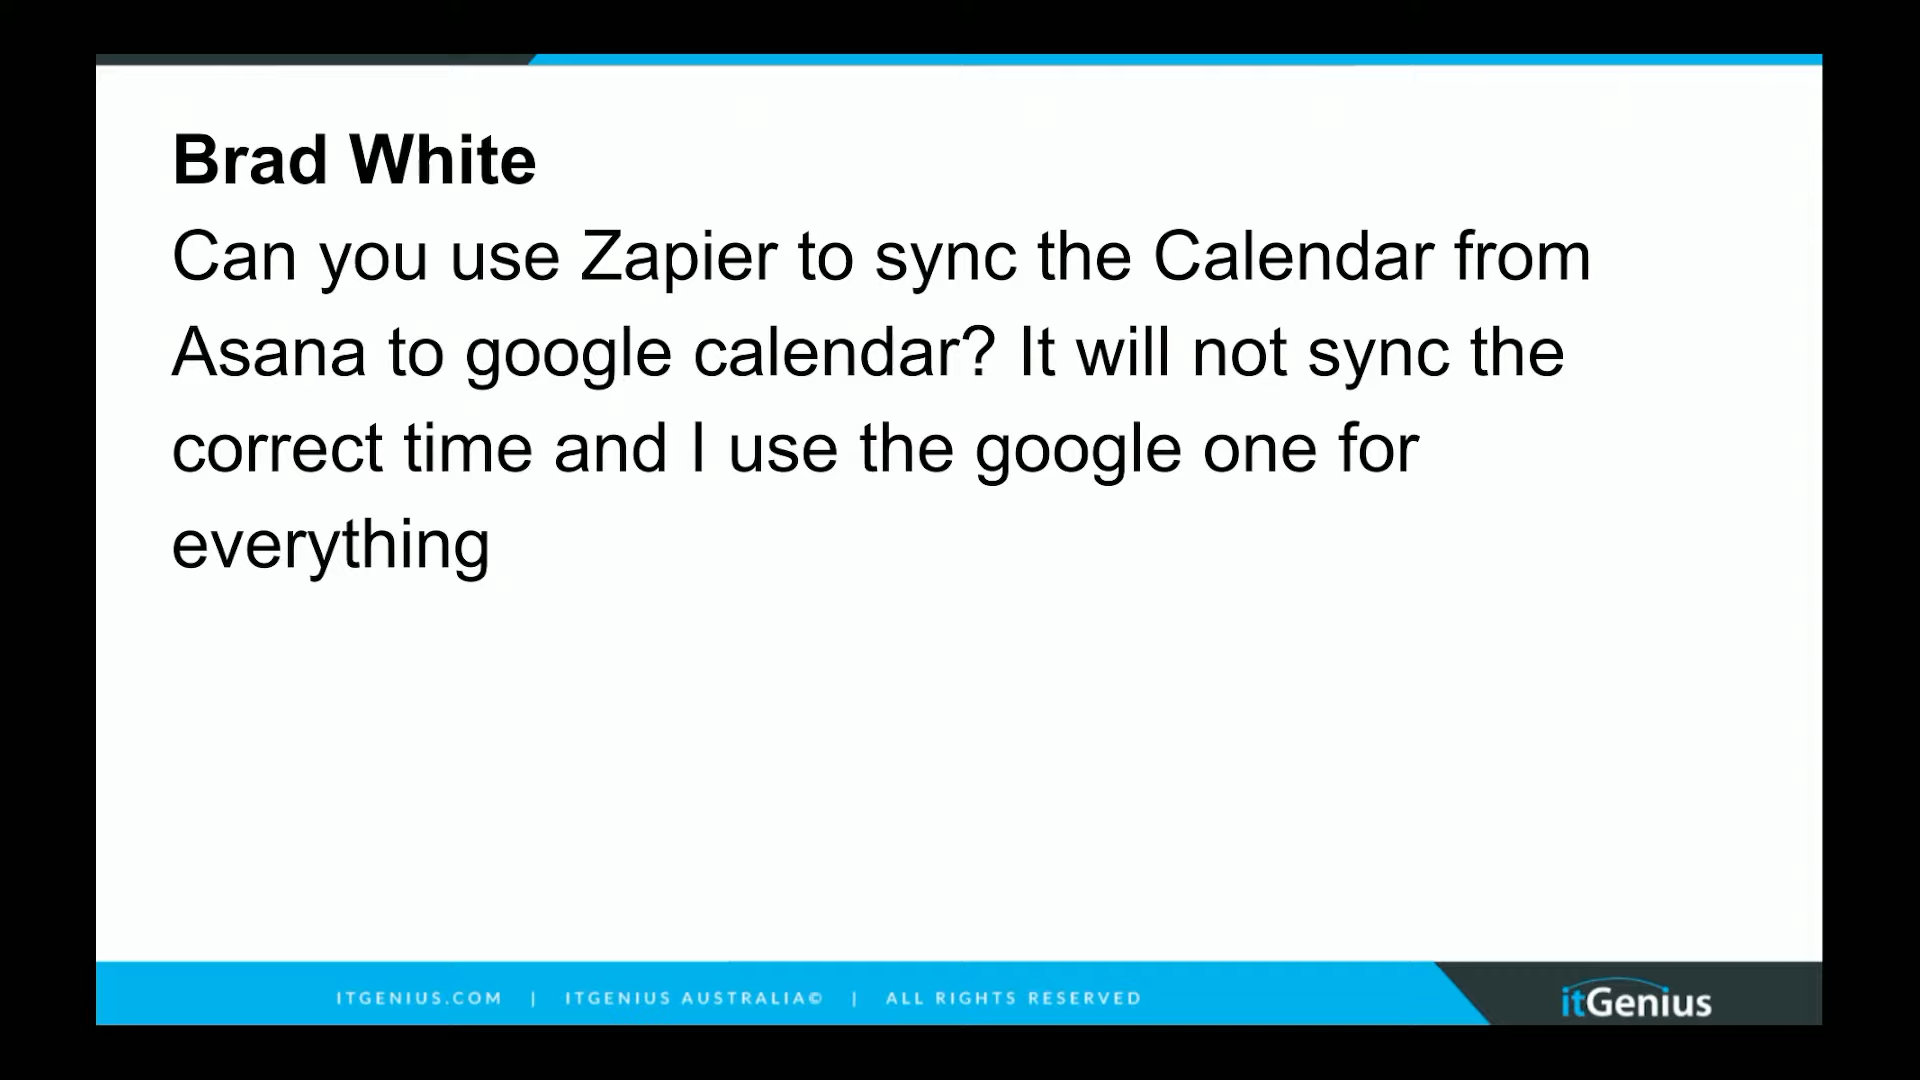 Brad White
Can you use Zapier to sync the Calendar from
Asana to google calendar? It will not sync the
correct time and I use the google one for
everything
ITGENIUS.COM | ITGENIUS AUSTRALIA© | ALL RIGHTS RESERVED
itGenius